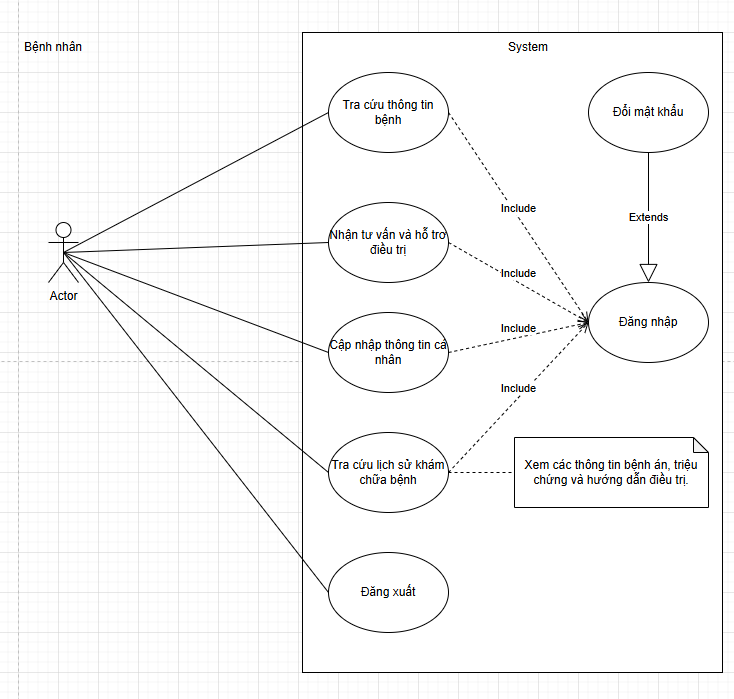 Bệnh nhân
System
Tra cứu thông tin
bệnh
Đổi mật khẩu
Include
Extends
Nhận tư vấn và hỗ trơ
điều trị
Include
Actor
Đăng nhập
Include
Cập nhập thông tin cá
nhân
Include
Tra cứu lịch sử khám
chữa bệnh
Xem các thông tin bệnh án, triệu
chứng và hướng dẫn điều trị.
Đăng xuất